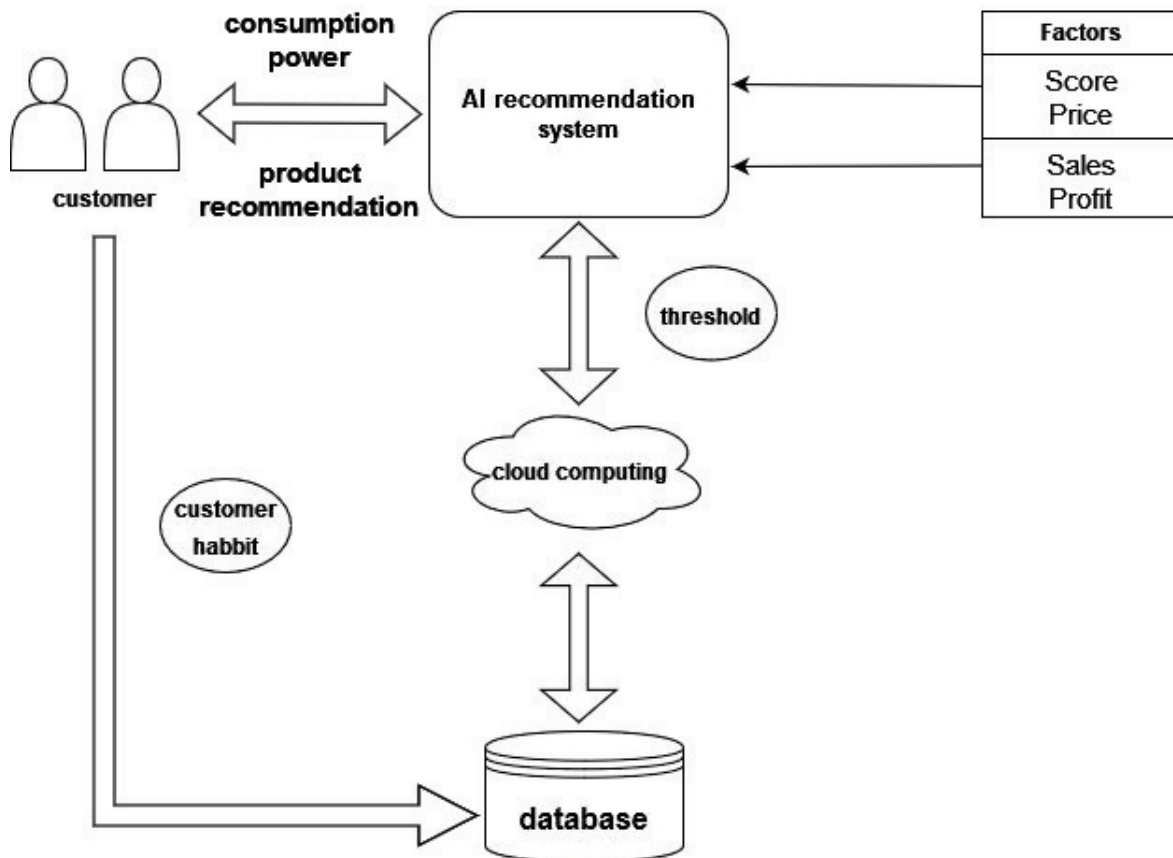 consumption
power
AI recommendation
system
Factors
Score
Price
Sales
Profit
customer
product
recommendation
threshold
cloud computing
customer
habbit
database